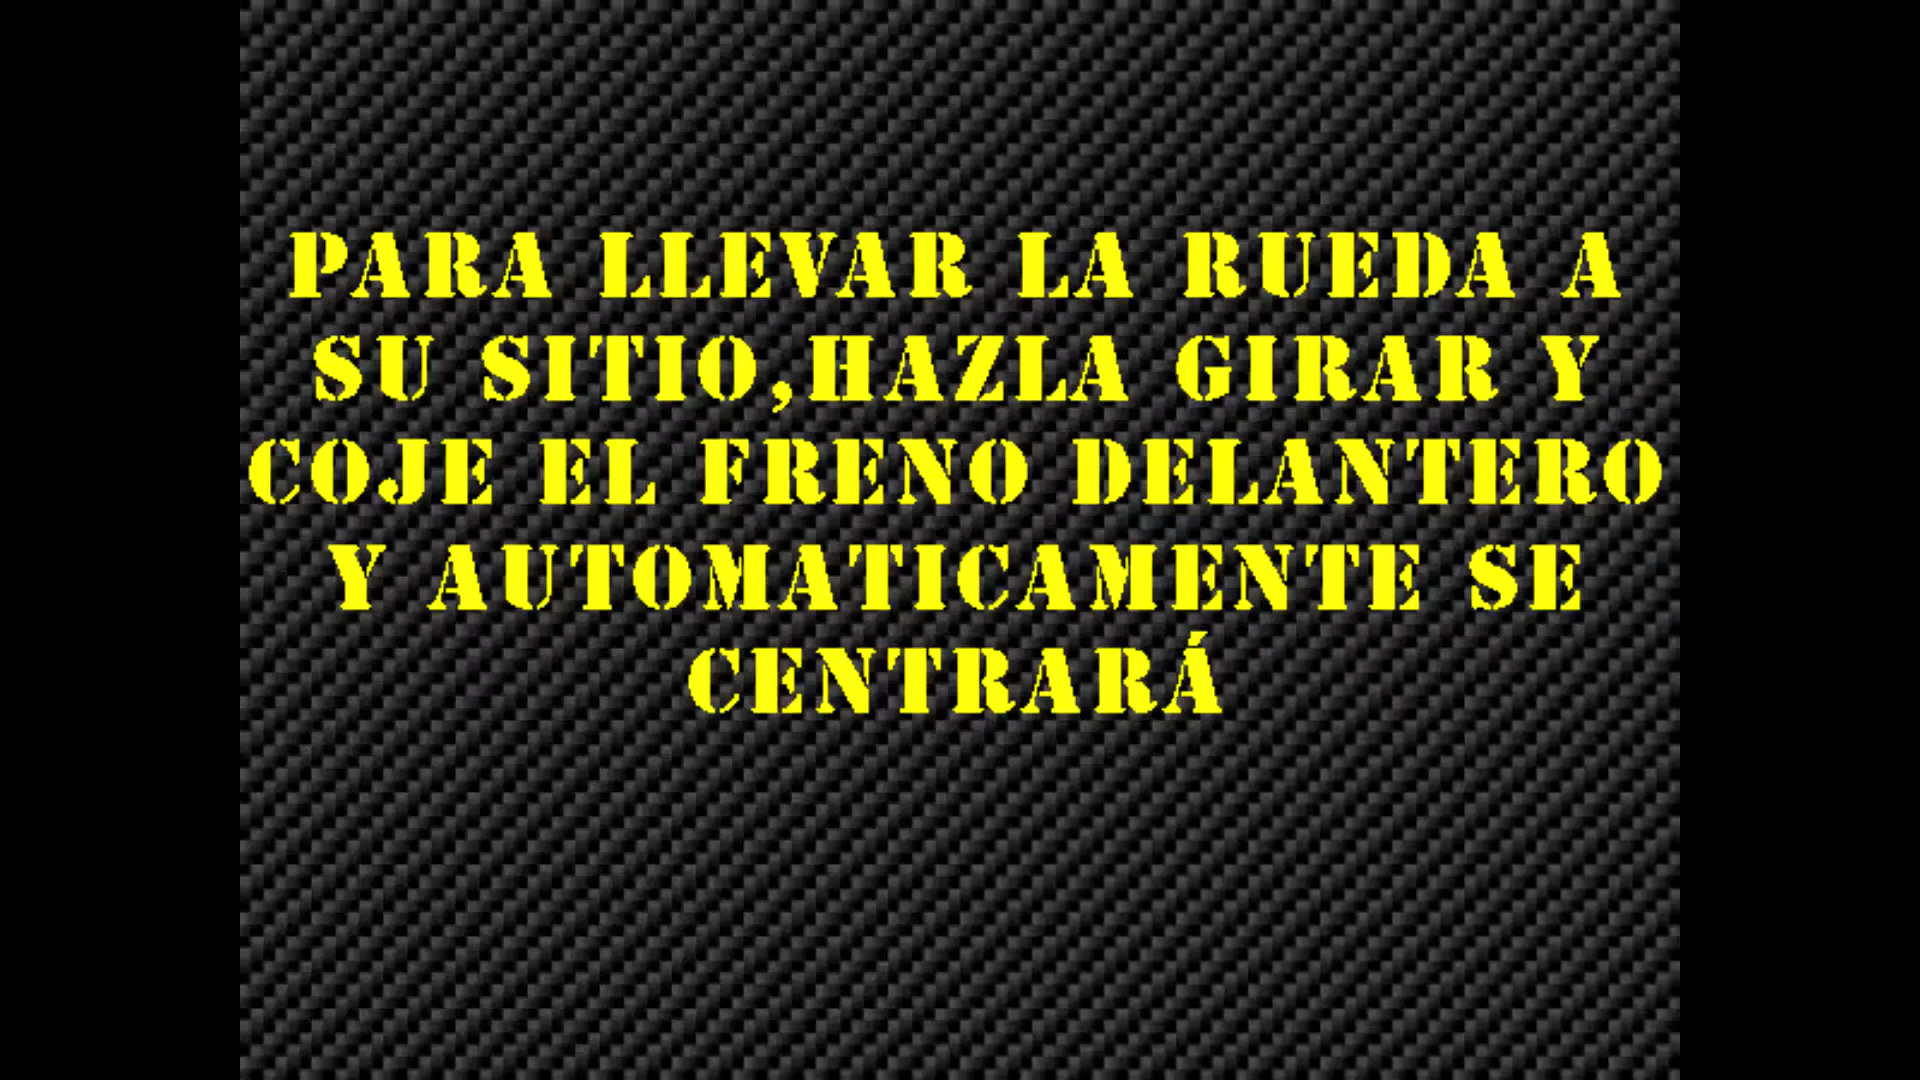 PARA LLEVAR LA RUEDA A
SU SITIO,HAZLA GIRAR Y
COJE EL FRENO DELANTERO
Y AUTOMATICAMENTE SE
CENTRARÁ